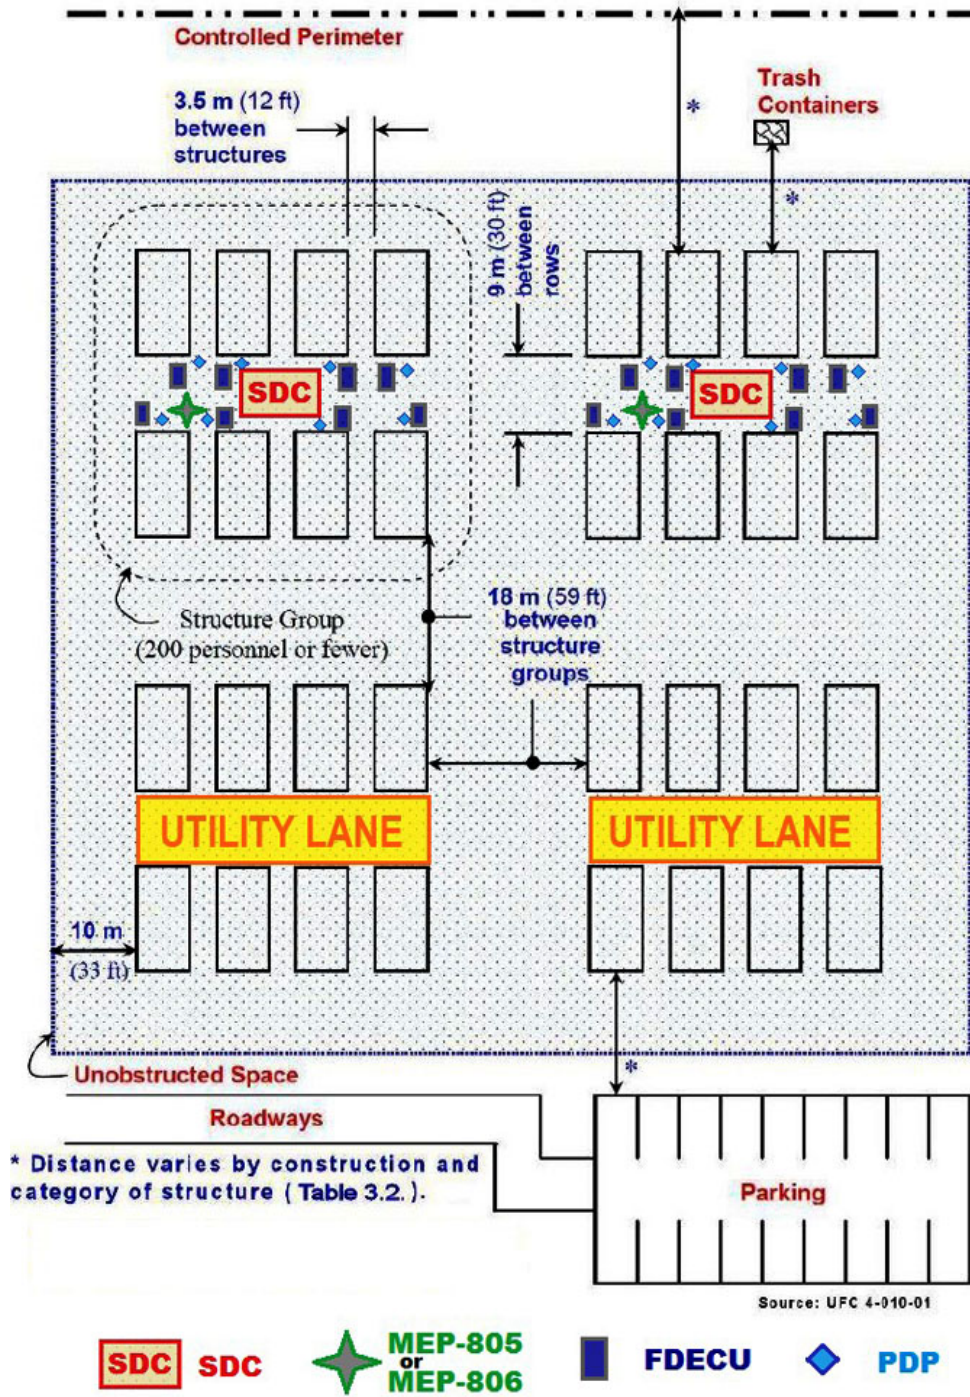 Controlled Perimeter
3.5 m (12 ft)
between
structures
*
Trash
Containers
*
9 m (30 ft)
between
rows
SDC
SDC
Structure Group
(200 personnel or fewer)
18 m (59 ft)
between
structure
groups
UTILITY LANE
UTILITY LANE
10 m
(33 ft)
*
Unobstructed Space
Roadways
* Distance varies by construction and
category of structure ( Table 3.2. ).
Parking
Source: UFC 4-010-01
SDC
SDC
MEP-805
or
MEP-806
FDECU
PDP